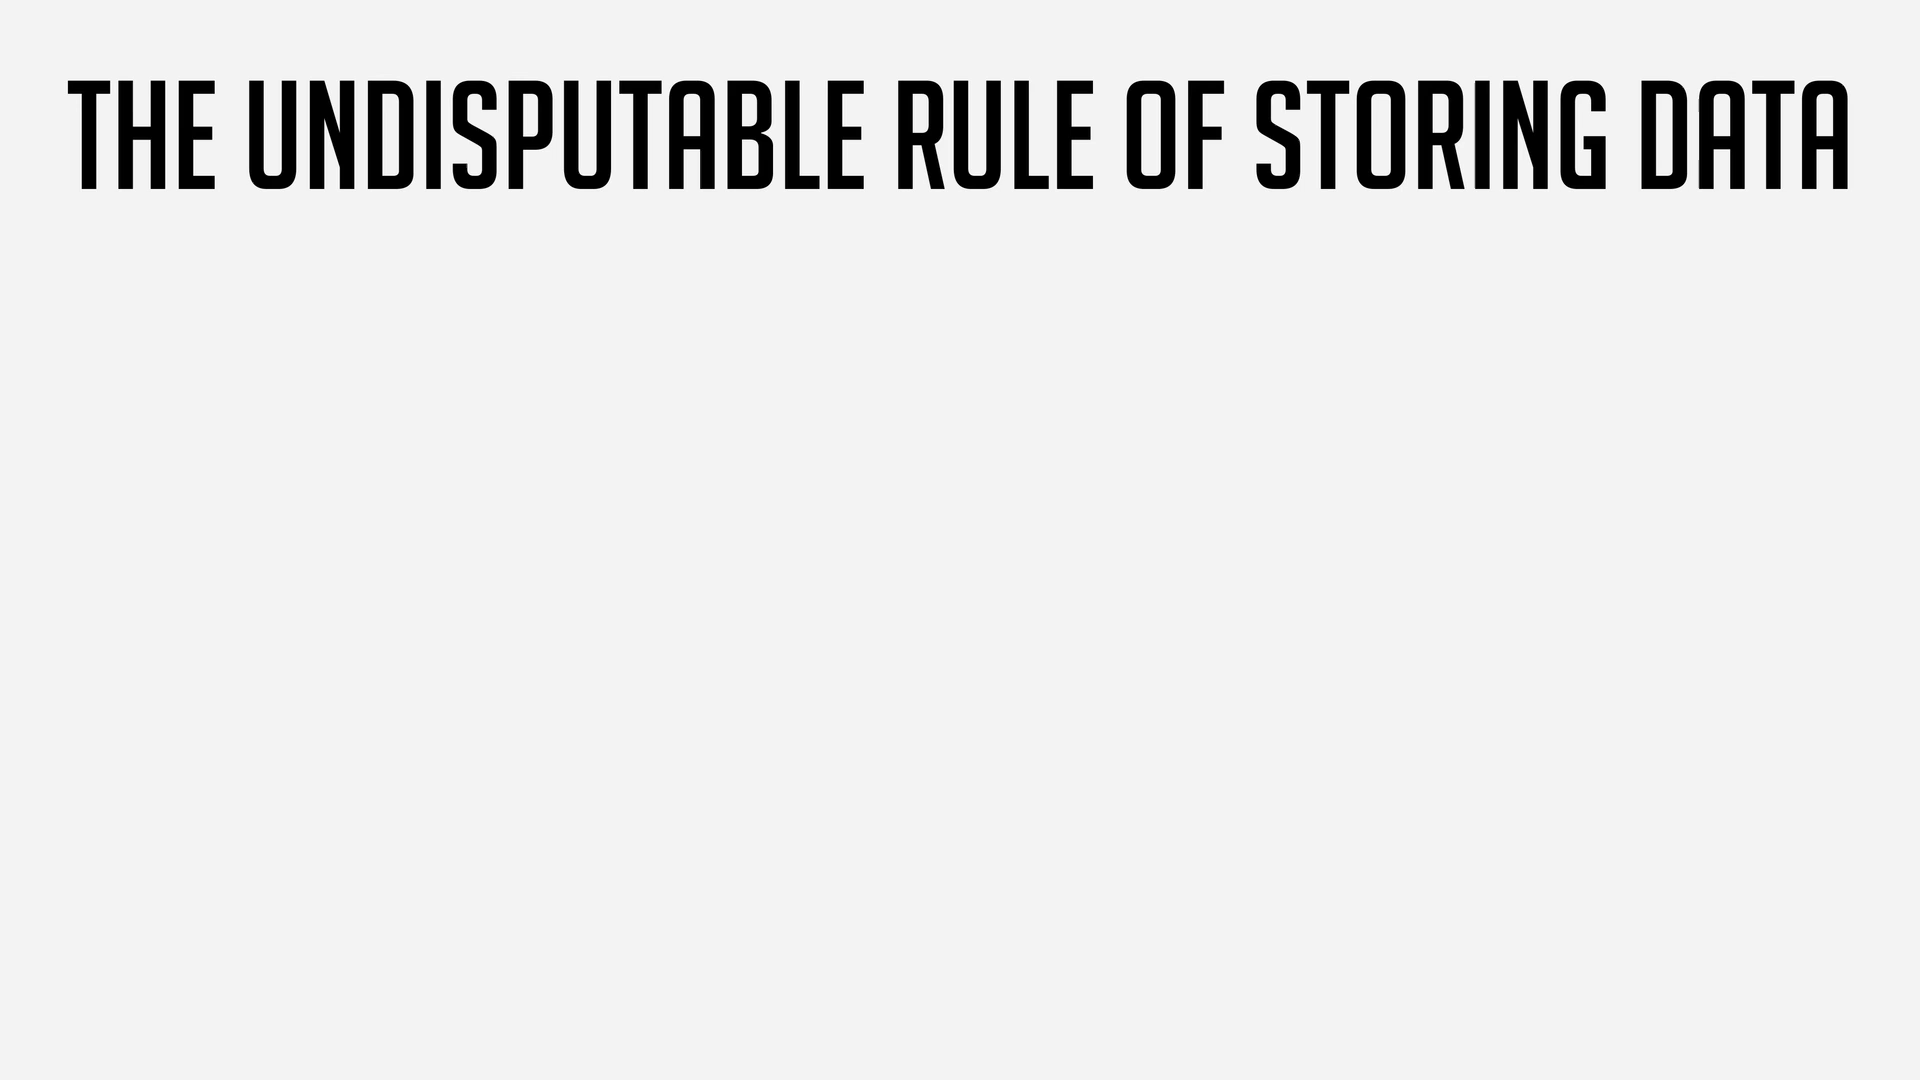 THE UNDISPUTABLE RULE OF STORING DATA